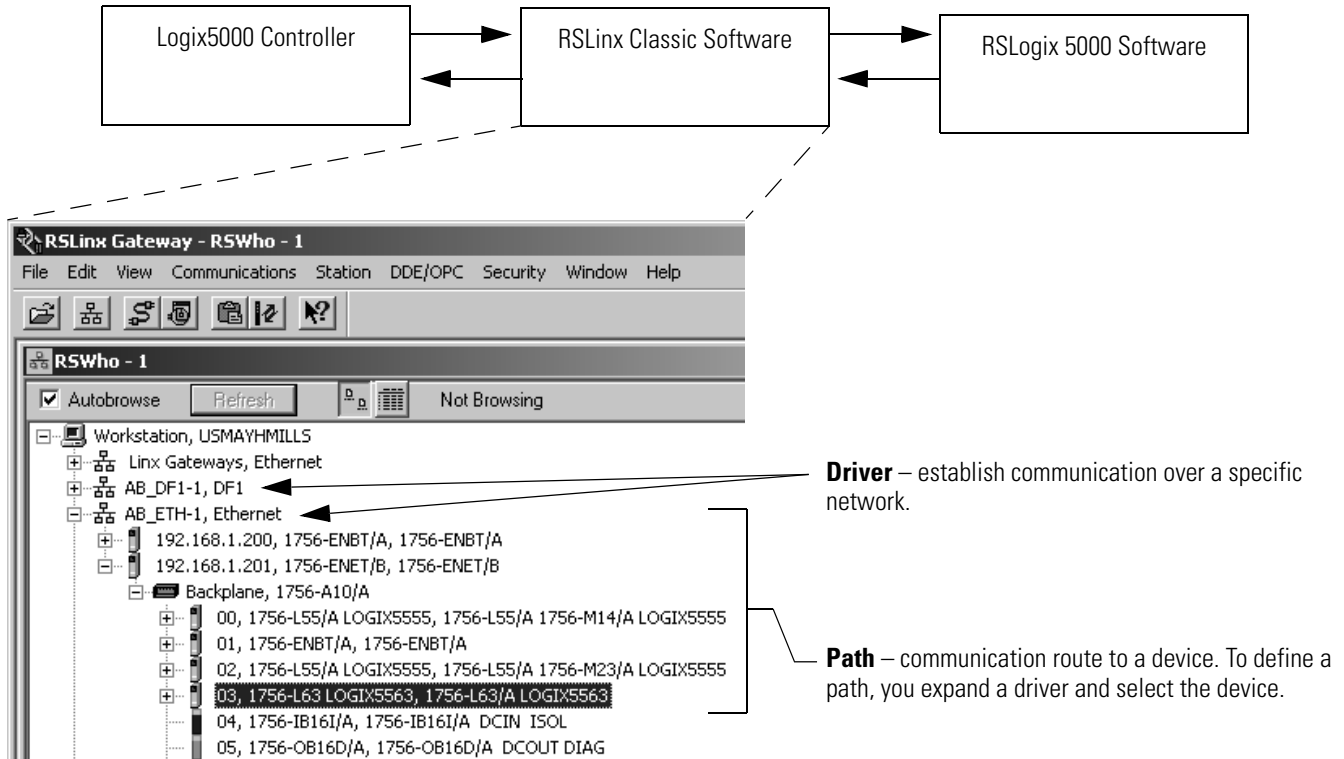 Logix5000 Controller
RSLinx Classic Software
RSLogix 5000 Software
RSLinx Gateway - RSWho - 1
File Edit View Communications Station DDE/OPC Security Window Help
RSWho - 1
Autobrowse Refresh Not Browsing
Workstation, USMAYHMILLS
Linx Gateways, Ethernet
AB_DF1-1, DF1
AB_ETH-1, Ethernet
192.168.1.200, 1756-ENBT/A, 1756-ENBT/A
192.168.1.201, 1756-ENET/B, 1756-ENET/B
Backplane, 1756-A10/A
00, 1756-L55/A LOGIX5555, 1756-L55/A 1756-M14/A LOGIX5555
01, 1756-ENBT/A, 1756-ENBT/A
02, 1756-L55/A LOGIX5555, 1756-L55/A 1756-M23/A LOGIX5555
03, 1756-L63 LOGIX5563, 1756-L63/A LOGIX5563
04, 1756-IB16I/A, 1756-IB16I/A DCIN ISOL
05, 1756-OB16D/A, 1756-OB16D/A DCOUT DIAG
Driver – establish communication over a specific
network.
Path – communication route to a device. To define a
path, you expand a driver and select the device.